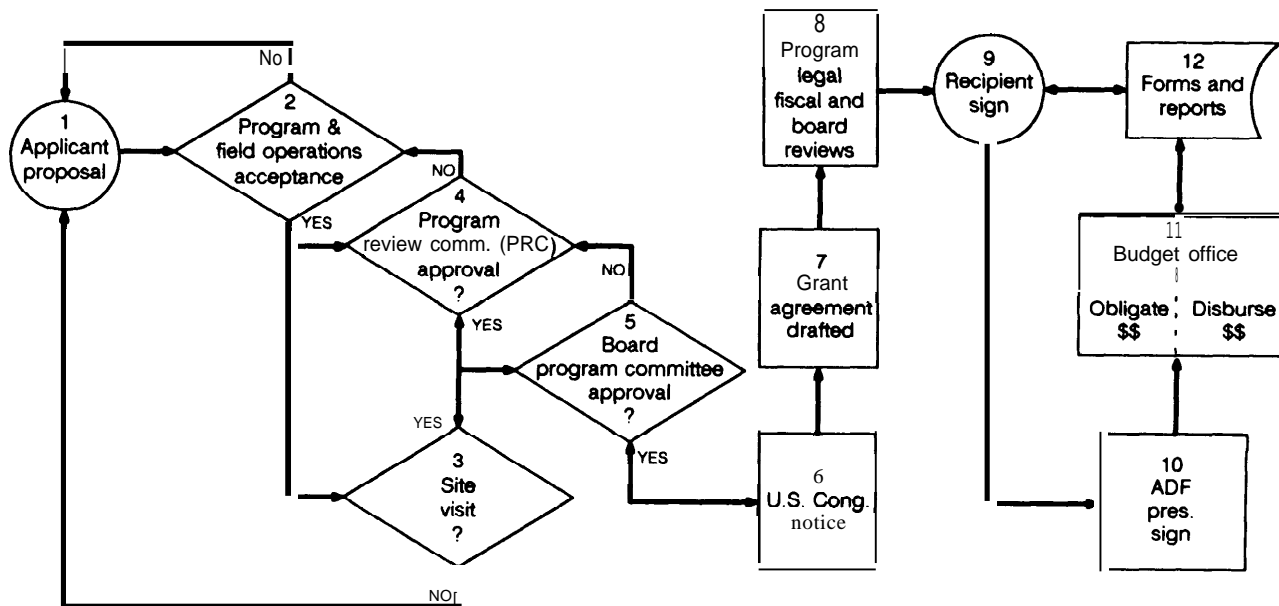 No
1
Applicant
proposal
2
Program &
field operations
acceptance
YES
NO
4
Program
review comm. (PRC)
approval
?
YES
NO
5
Board
program committee
approval
?
YES
YES
3
Site
visit
?
NO
6
U.S. Cong.
notice
7
Grant
agreement
drafted
8
Program
legal
fiscal and
board
reviews
9
Recipient
sign
10
ADF
pres.
sign
11
Budget office
Obligate
$$
Disburse
$$
12
Forms and
reports